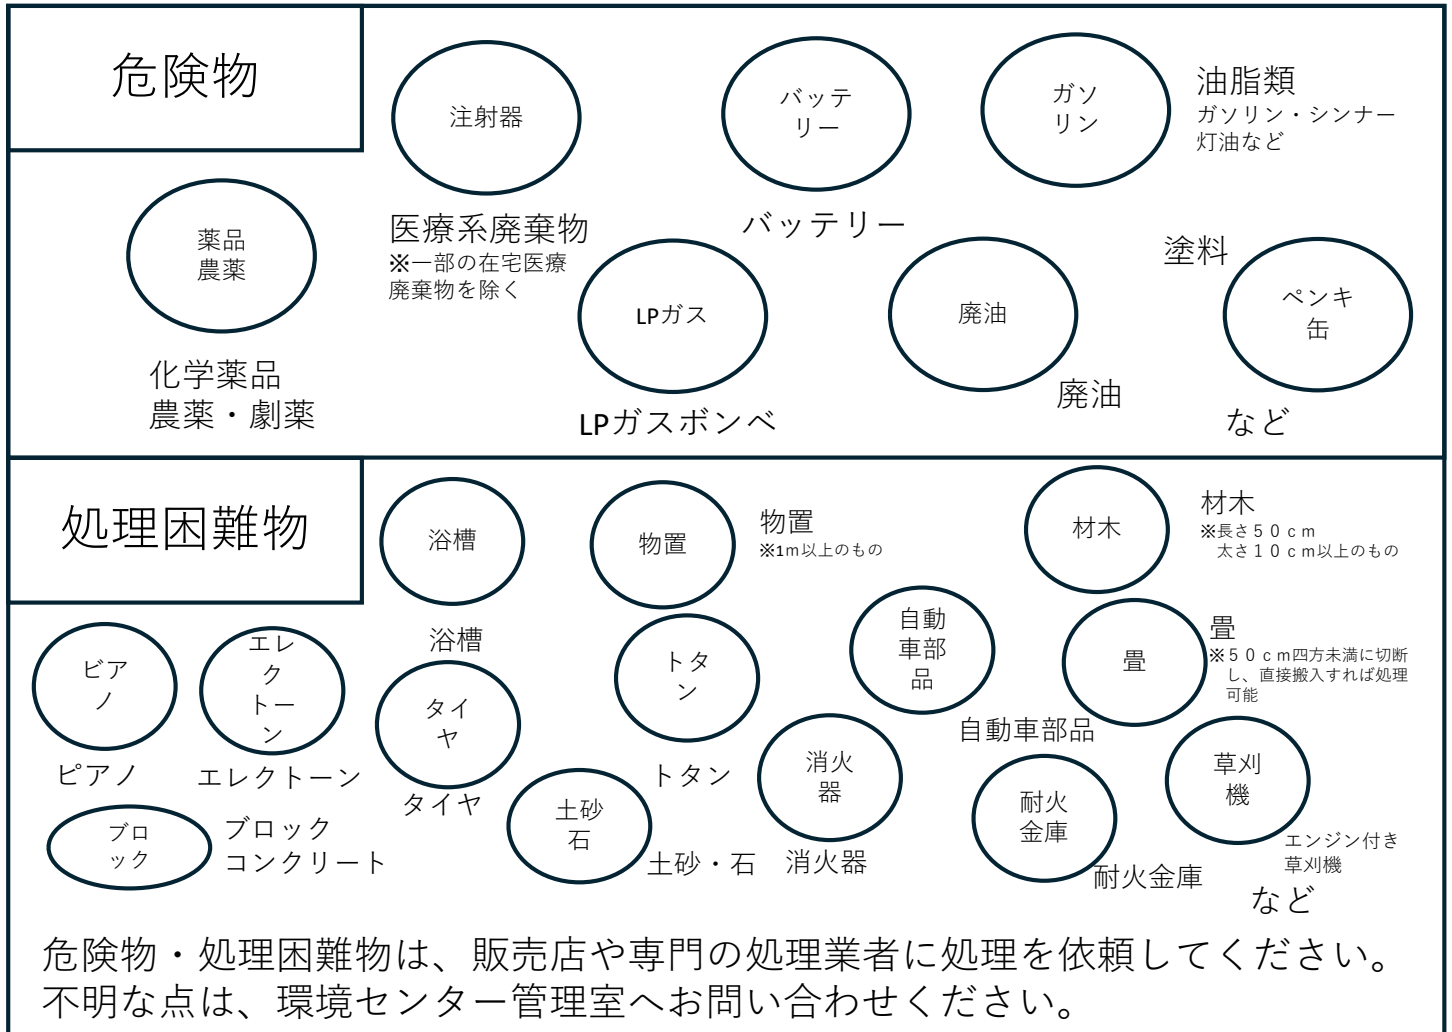 危険物
注射器
医療系廃棄物
※一部の在宅医療
廃棄物を除く
バッテ
リー
バッテリー
ガソ
リン
油脂類
ガソリン・シンナー
灯油など
薬品
農薬
化学薬品
農薬・劇薬
LPガス
LPガスボンベ
廃油
廃油
塗料
ペンキ
缶
など
処理困難物
浴槽
浴槽
物置
物置
※1m以上のもの
材木
材木
※長さ50cm
太さ10cm以上のもの
ピア
ノ
ピアノ
エレ
ク
トー
ン
エレクトーン
タイ
ヤ
タイヤ
トタ
ン
トタン
自動
車部
品
自動車部品
畳
畳
※50cm四方未満に切断
し、直接搬入すれば処理
可能
ブロ
ック
ブロック
コンクリート
土砂
石
土砂・石
消火
器
消火器
耐火
金庫
耐火金庫
草刈
機
エンジン付き
草刈機
など
危険物・処理困難物は、販売店や専門の処理業者に処理を依頼してください。
不明な点は、環境センター管理室へお問い合わせください。